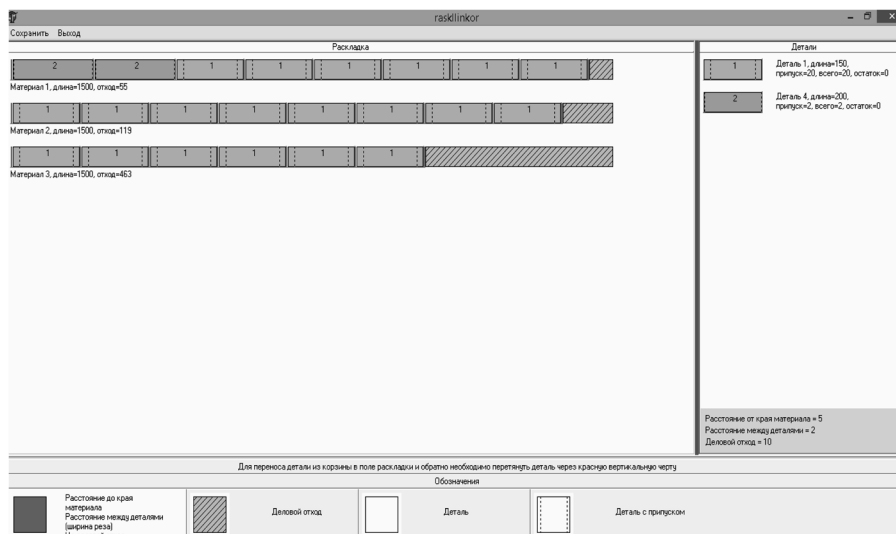 raskllinkor
Сохранить Выход
Раскладка
2 2 1 1 1 1 1 1
Материал 1, длина=1500, отход=55
1 1 1 1 1 1 1 1
Материал 2, длина=1500, отход=119
1 1 1 1 1 1
Материал 3, длина=1500, отход=463
Детали
1
Деталь 1, длина=150,
припуск=20, всего=20, остаток=0
2
Деталь 4, длина=200,
припуск=2, всего=2, остаток=0
Расстояние от края материала = 5
Расстояние между деталями = 2
Деловой отход = 10
Для переноса детали из корзины в поле раскладки и обратно необходимо перетянуть деталь через красную вертикальную черту
Обозначения
Расстояние до края
материала
Расстояние между деталями
(ширина реза)
Деловой отход
Деталь
Деталь с припуском